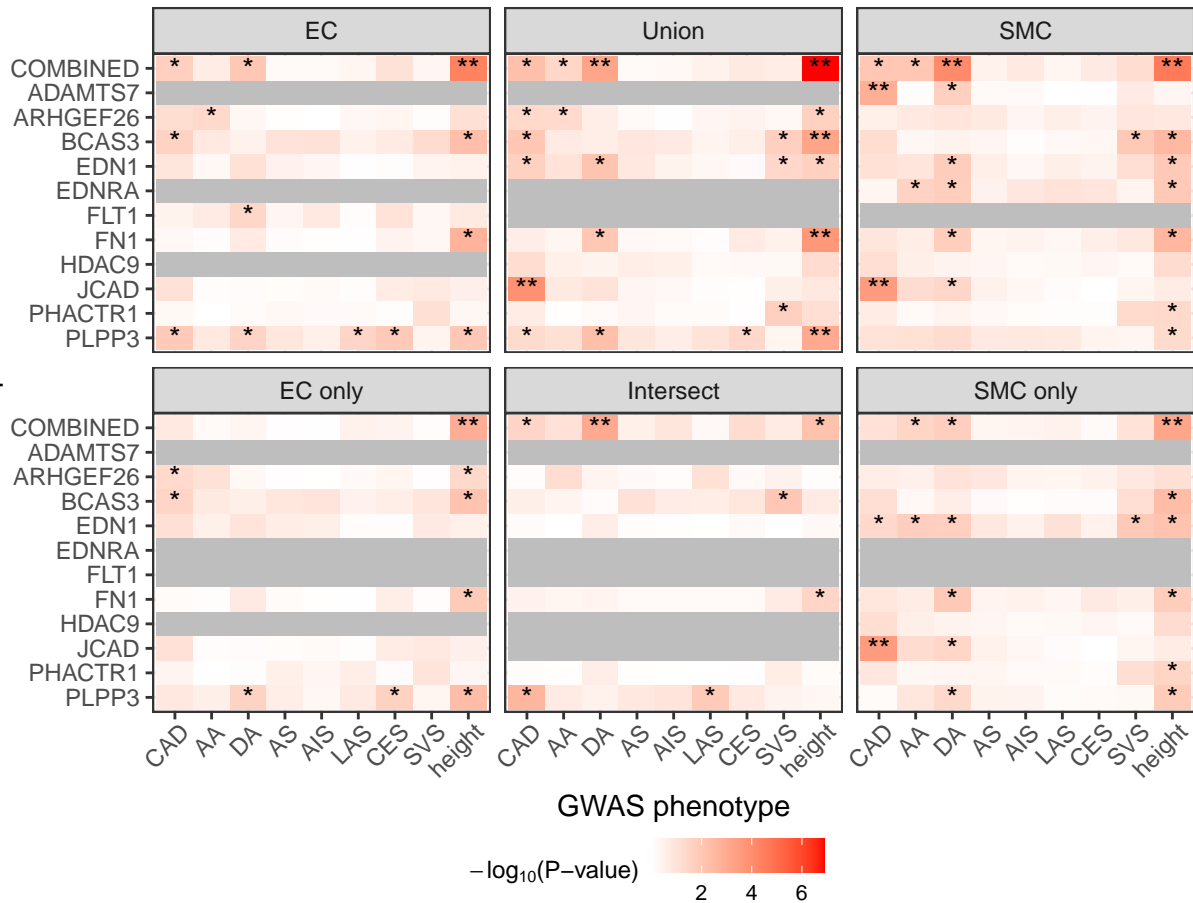 EC Union SMC
COMBINED * * ** * * ** ** * * ** **
ADAMTS7 ** *
ARHGEF26 * * * *
BCAS3 * * * * ** * *
EDN1 * * * * * *
EDNRA * * *
FLT1 *
FN1 * * ** * *
HDAC9
JCAD ** ** *
PHACTR1 * *
PLPP3 * * * * * * * * ** *
EC only Intersect SMC only
COMBINED ** * ** * * * **
ADAMTS7
ARHGEF26 * *
BCAS3 * * * *
EDN1 * * * * *
EDNRA
FLT1
FN1 * * * *
HDAC9
JCAD ** *
PHACTR1 *
PLPP3 * * * * * * *
CAD AA DA AS AIS LAS CES SVS height CAD AA DA AS AIS LAS CES SVS height CAD AA DA AS AIS LAS CES SVS height
GWAS phenotype
−log₁₀(P−value)
2 4 6